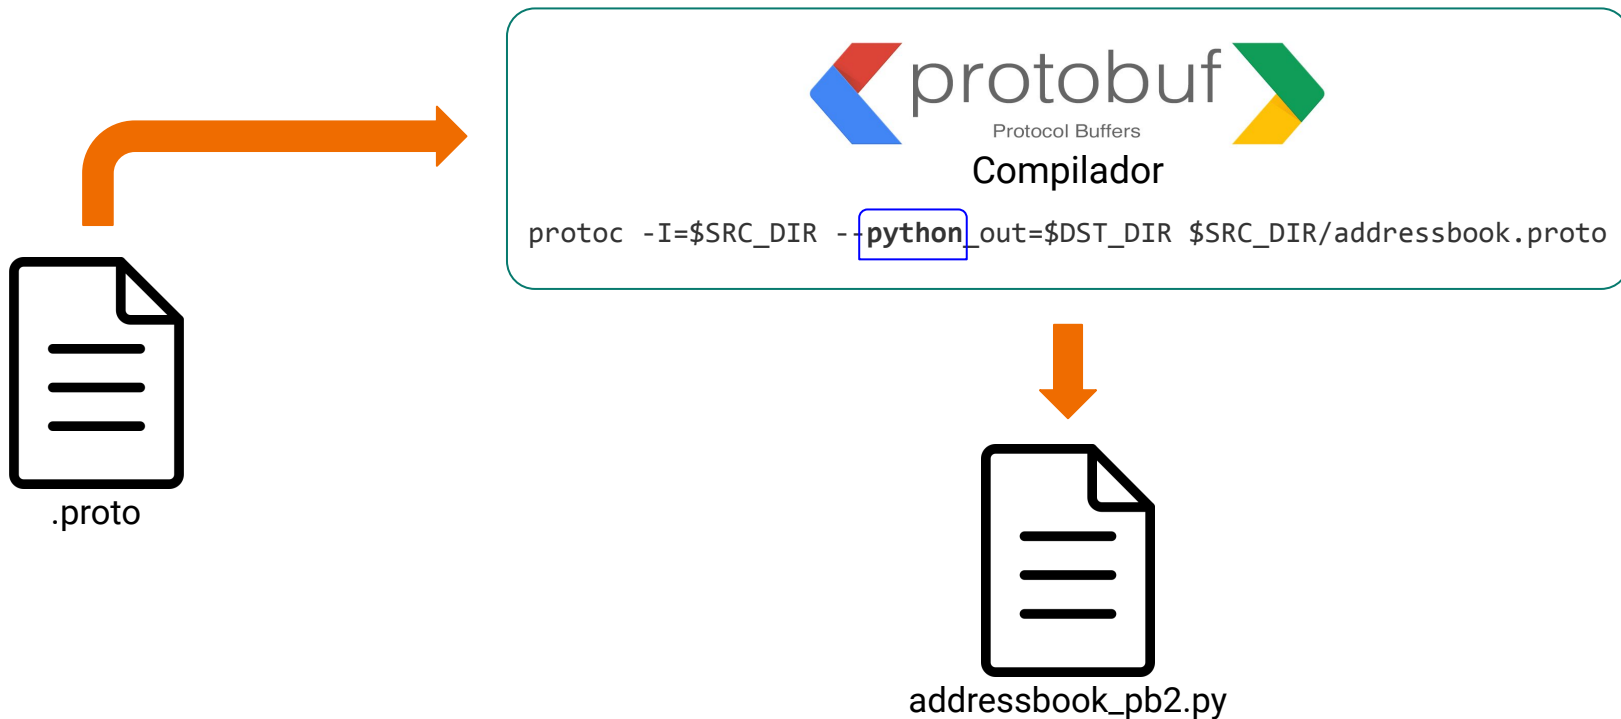 protobuf
Protocol Buffers
Compilador
protoc -I=$SRC_DIR --python_out=$DST_DIR $SRC_DIR/addressbook.proto
.proto
addressbook_pb2.py